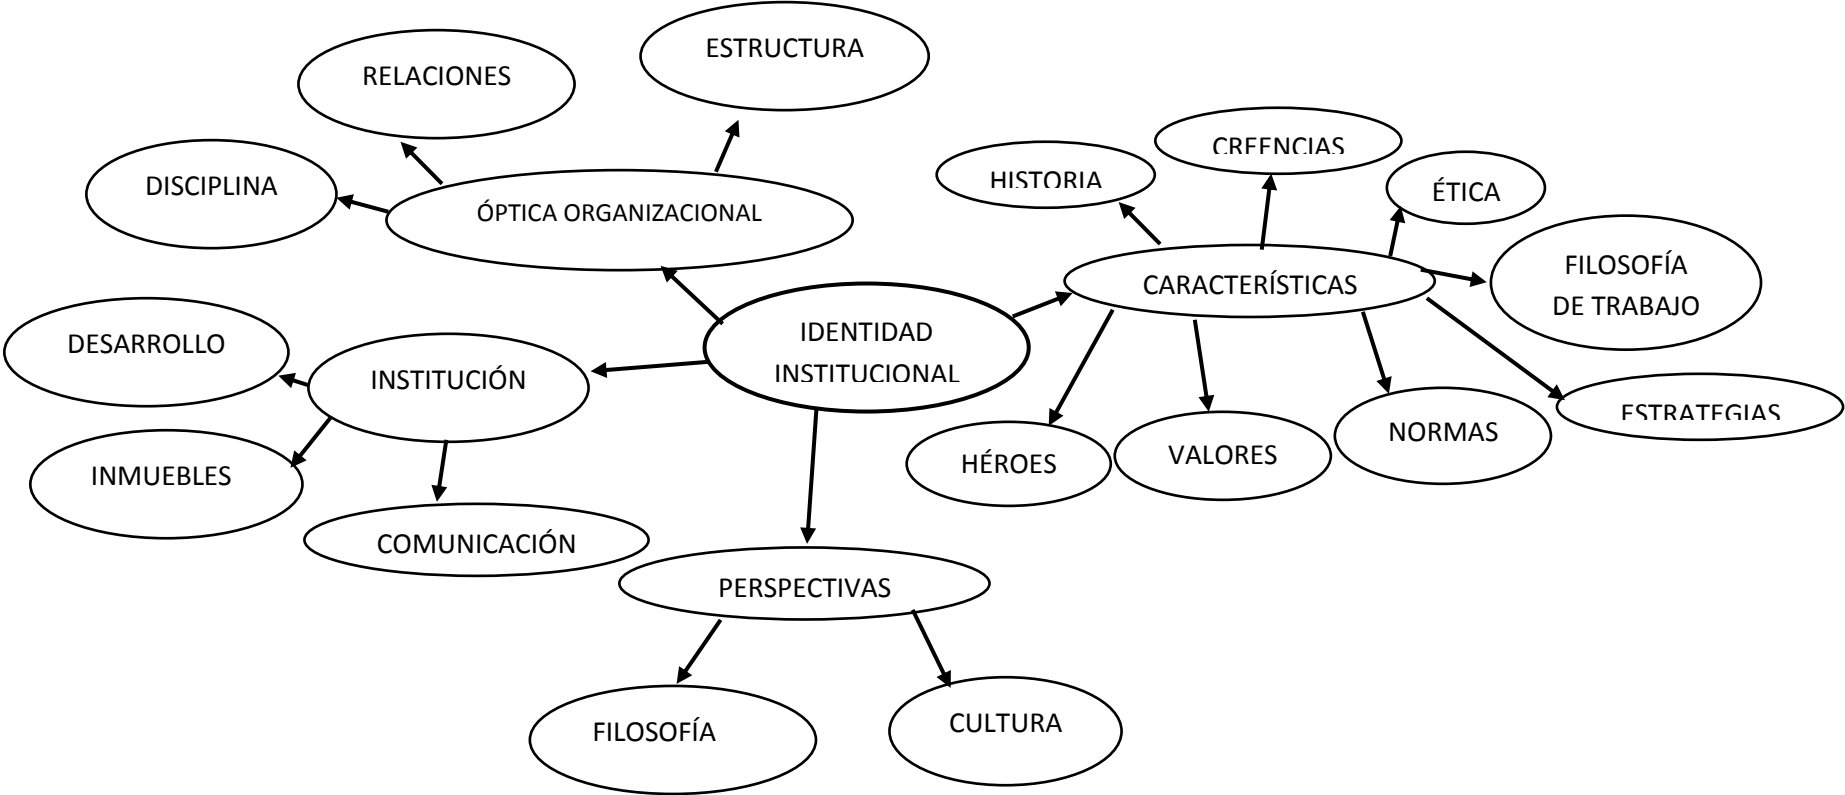 ESTRUCTURA
RELACIONES
CREENCIAS
HISTORIA
ÉTICA
DISCIPLINA
ÓPTICA ORGANIZACIONAL
FILOSOFÍA
DE TRABAJO
CARACTERÍSTICAS
IDENTIDAD
INSTITUCIONAL
DESARROLLO
INSTITUCIÓN
ESTRATEGIAS
NORMAS
VALORES
HÉROES
INMUEBLES
COMUNICACIÓN
PERSPECTIVAS
FILOSOFÍA
CULTURA